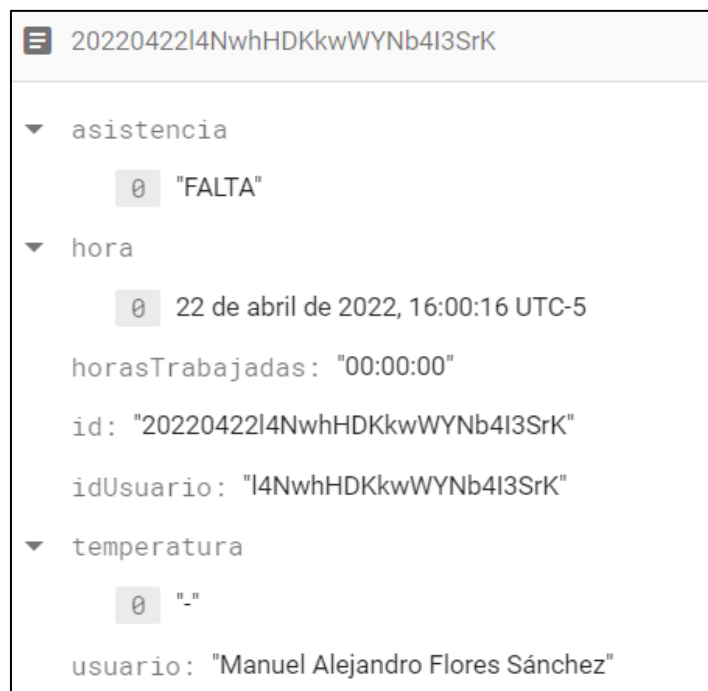 20220422l4NwhHDKkwWYNb4I3SrK
asistencia
0 "FALTA"
hora
0 22 de abril de 2022, 16:00:16 UTC-5
horasTrabajadas: "00:00:00"
id: "20220422l4NwhHDKkwWYNb4I3SrK"
idUsuario: "l4NwhHDKkwWYNb4I3SrK"
temperatura
0 "-"
usuario: "Manuel Alejandro Flores Sánchez"